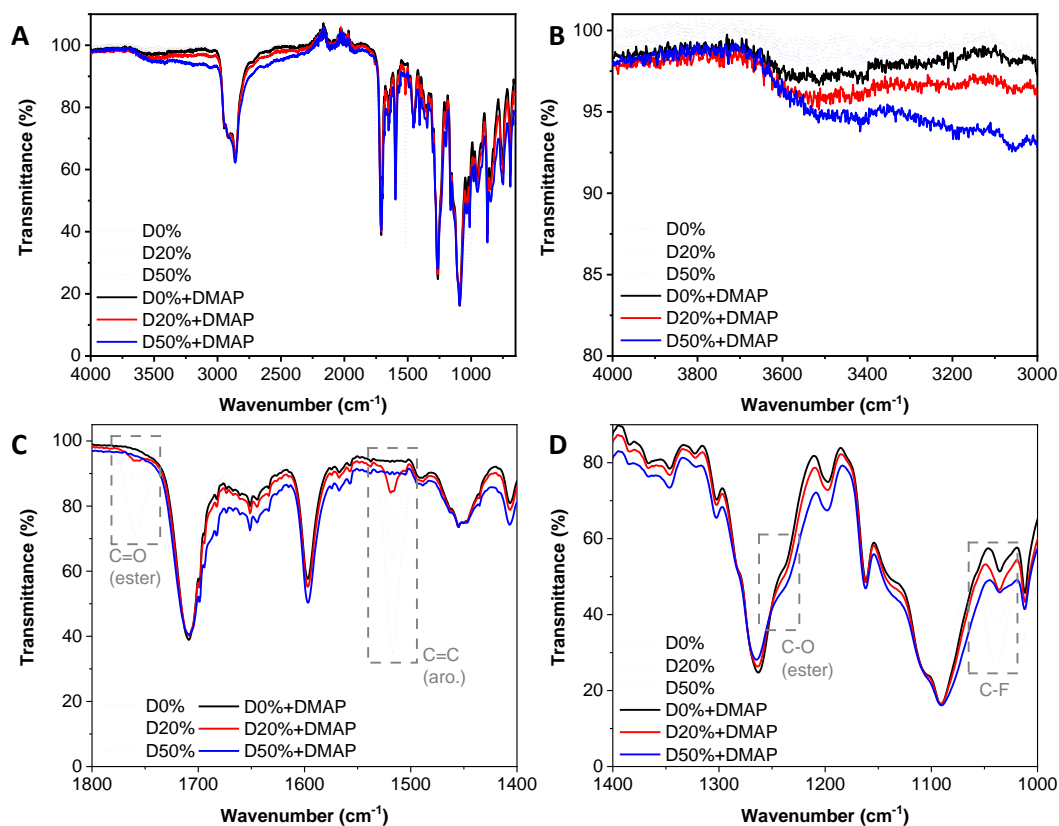 A
Transmittance (%)
100
80
60
40
20
0
D0%
D20%
D50%
D0%+DMAP
D20%+DMAP
D50%+DMAP
4000 3500 3000 2500 2000 1500 1000
Wavenumber (cm⁻¹)
B
Transmittance (%)
100
95
90
85
80
D0%
D20%
D50%
D0%+DMAP
D20%+DMAP
D50%+DMAP
4000 3800 3600 3400 3200 3000
Wavenumber (cm⁻¹)
C
Transmittance (%)
100
80
60
40
20
0
C=O
(ester)
C=C
(aro.)
D0% D0%+DMAP
D20% D20%+DMAP
D50% D50%+DMAP
1800 1700 1600 1500 1400
Wavenumber (cm⁻¹)
D
Transmittance (%)
80
60
40
20
0
C-O
(ester)
C-F
D0%
D20%
D50%
D0%+DMAP
D20%+DMAP
D50%+DMAP
1400 1300 1200 1100 1000
Wavenumber (cm⁻¹)